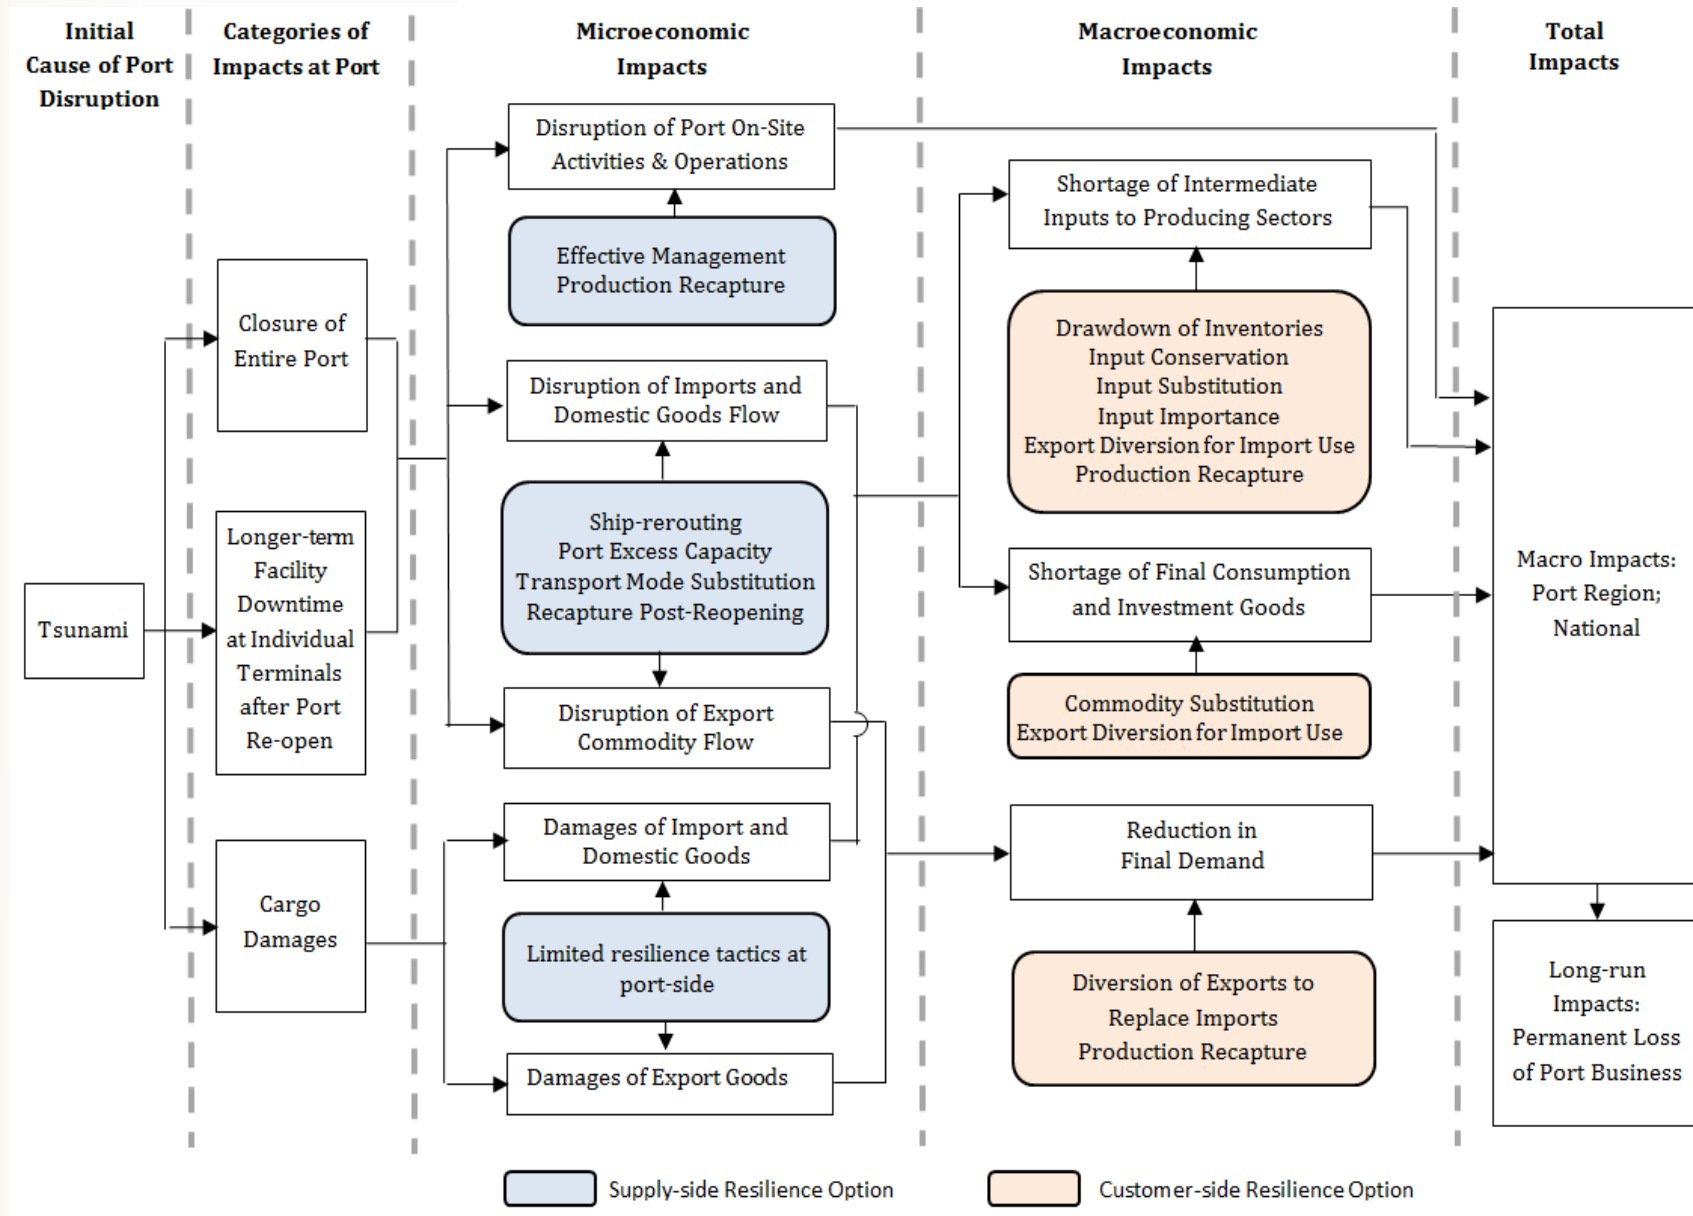 Initial
Cause of Port
Disruption
Categories of
Impacts at Port
Microeconomic
Impacts
Macroeconomic
Impacts
Total
Impacts
Tsunami
Closure of
Entire Port
Longer-term
Facility
Downtime
at Individual
Terminals
after Port
Re-open
Cargo
Damages
Disruption of Port On-Site
Activities & Operations
Effective Management
Production Recapture
Disruption of Imports and
Domestic Goods Flow
Ship-rerouting
Port Excess Capacity
Transport Mode Substitution
Recapture Post-Reopening
Disruption of Export
Commodity Flow
Damages of Import and
Domestic Goods
Limited resilience tactics at
port-side
Damages of Export Goods
Shortage of Intermediate
Inputs to Producing Sectors
Drawdown of Inventories
Input Conservation
Input Substitution
Input Importance
Export Diversion for Import Use
Production Recapture
Shortage of Final Consumption
and Investment Goods
Commodity Substitution
Export Diversion for Import Use
Reduction in
Final Demand
Diversion of Exports to
Replace Imports
Production Recapture
Macro Impacts:
Port Region;
National
Long-run
Impacts:
Permanent Loss
of Port Business
Supply-side Resilience Option
Customer-side Resilience Option